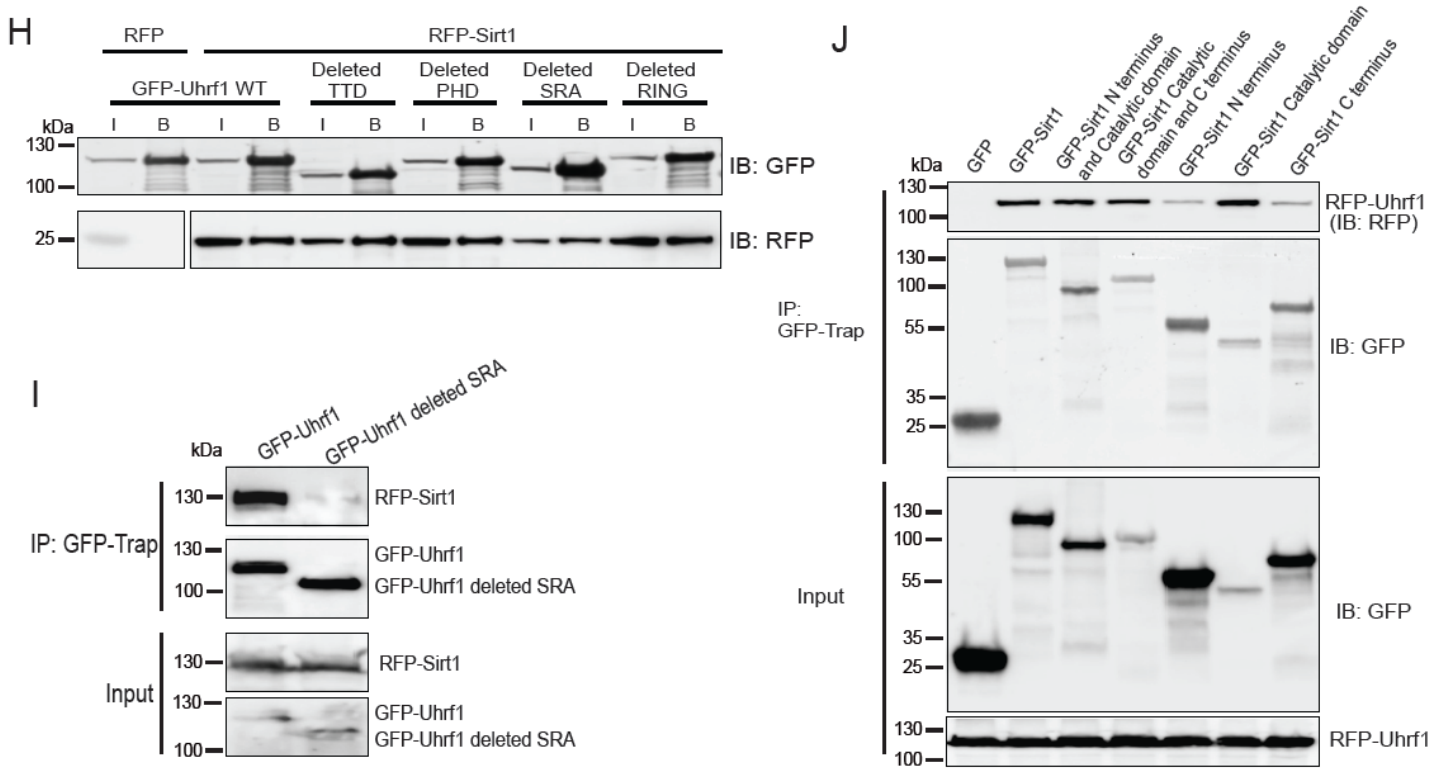 H
RFP
RFP-Sirt1
GFP-Uhrf1 WT
Deleted
TTD
Deleted
PHD
Deleted
SRA
Deleted
RING
kDa
I B I B I B I B I B I B
130
100
IB: GFP
25
IB: RFP
I
GFP-Uhrf1
GFP-Uhrf1 deleted SRA
kDa
IP: GFP-Trap
130
RFP-Sirt1
130
100
GFP-Uhrf1
GFP-Uhrf1 deleted SRA
Input
130
RFP-Sirt1
130
100
GFP-Uhrf1
GFP-Uhrf1 deleted SRA
J
kDa
GFP
GFP-Sirt1
GFP-Sirt1 N terminus
and Catalytic domain
GFP-Sirt1 Catalytic
domain and C terminus
GFP-Sirt1 N terminus
GFP-Sirt1 Catalytic domain
GFP-Sirt1 C terminus
IP:
GFP-Trap
130
100
RFP-Uhrf1
(IB: RFP)
130
100
55
35
25
IB: GFP
Input
130
100
55
35
25
IB: GFP
130
100
RFP-Uhrf1